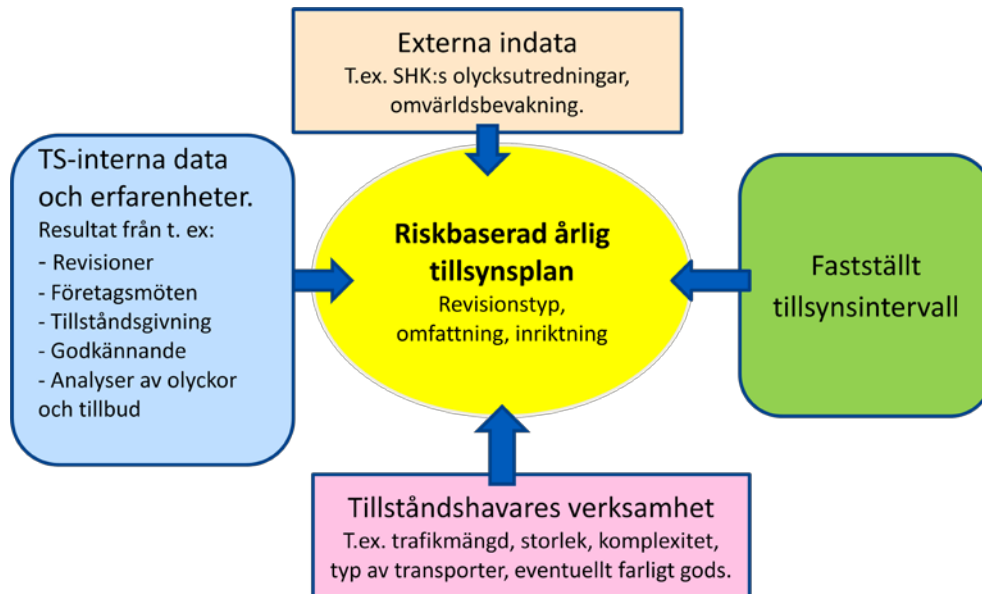 Externa indata
T.ex. SHK:s olycksutredningar,
omvärldsbevakning.
TS-interna data
och erfarenheter.
Resultat från t. ex:
- Revisioner
- Företagsmöten
- Tillståndsgivning
- Godkännande
- Analyser av olyckor
och tillbud
Riskbaserad årlig
tillsynsplan
Revisionstyp,
omfattning, inriktning
Fastställt
tillsynsintervall
Tillståndshavares verksamhet
T.ex. trafikmängd, storlek, komplexitet,
typ av transporter, eventuellt farligt gods.